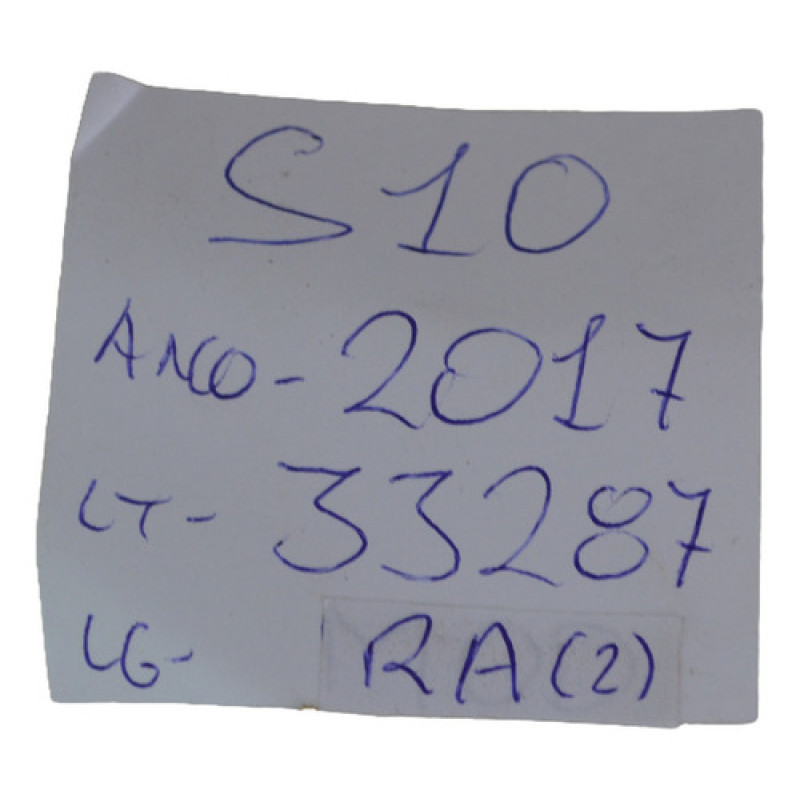 S10
ANO- 2017
LT- 33287
LG- RA(2)